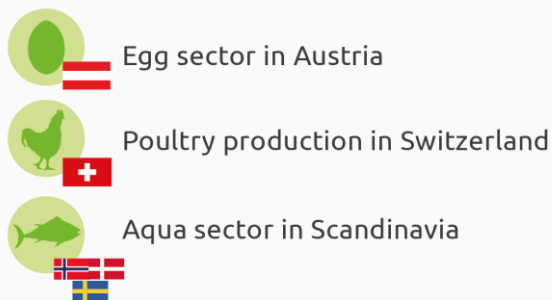 Egg sector in Austria
Poultry production in Switzerland
Aqua sector in Scandinavia